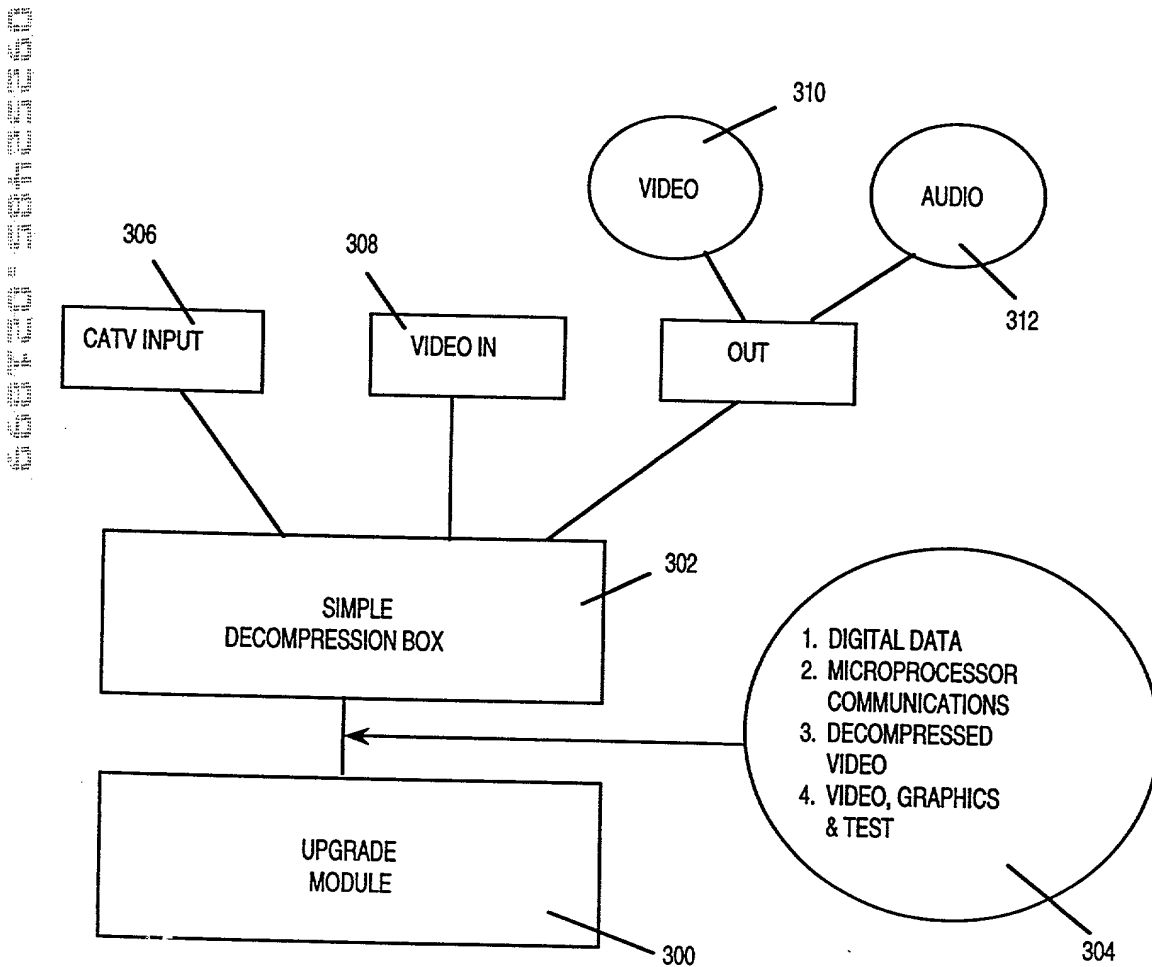 310
VIDEO
AUDIO
306
308
312
CATV INPUT
VIDEO IN
OUT
302
SIMPLE
DECOMPRESSION BOX
1. DIGITAL DATA
2. MICROPROCESSOR
COMMUNICATIONS
3. DECOMPRESSED
VIDEO
4. VIDEO, GRAPHICS
& TEST
UPGRADE
MODULE
300
304